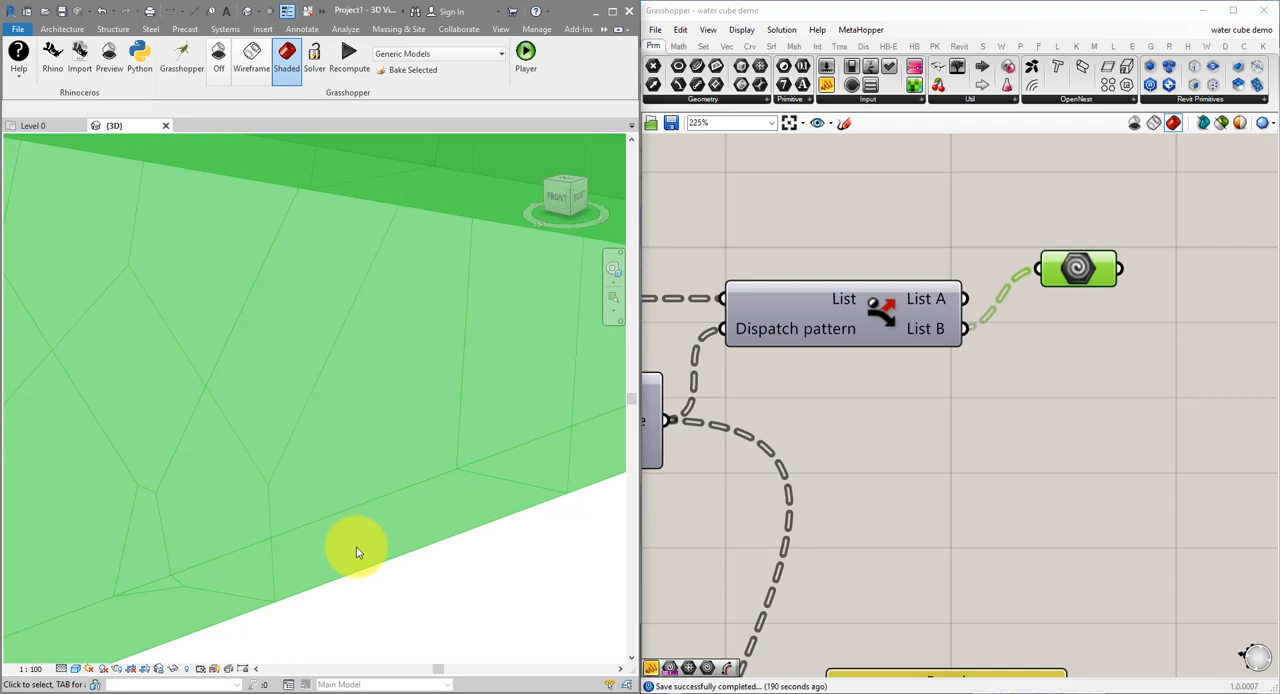 Project1 - 3D Vi...
Sign In
File Architecture Structure Steel Precast Systems Insert Annotate Analyze Massing & Site Collaborate View Manage Add-Ins
Help Rhino Import Preview Python Grasshopper Off Wireframe Shaded Solver Recompute
Generic Models
Bake Selected
Player
Rhinoceros
Grasshopper
Level 0
{3D}
FRONT
RIGHT
1 : 100
Click to select, TAB for
:0
Main Model
Grasshopper - water cube demo
File Edit View Display Solution Help MetaHopper
water cube demo
Prm Math Set Vec Crv Srf Msh Int Trns Dis HB-E HB PK Revit S W P F L E G R H W Z D C K
Geometry
Primitive
Input
Util
OpenNest
Revit Primitives
225%
List List A
Dispatch pattern List B
e
Save successfully completed... (190 seconds ago)
1.0.0007